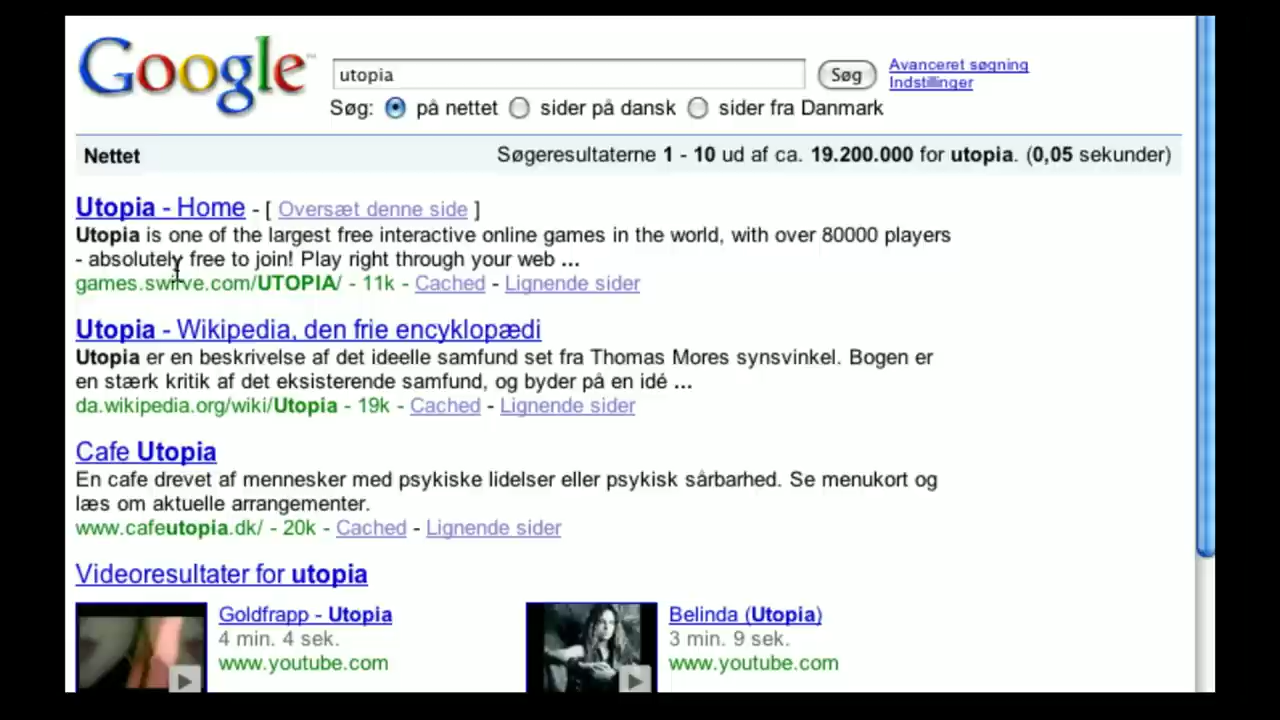 Google™
utopia
Søg
Avanceret søgning
Indstillinger
Søg: på nettet sider på dansk sider fra Danmark
Nettet
Søgeresultaterne 1 - 10 ud af ca. 19.200.000 for utopia. (0,05 sekunder)
Utopia - Home - [ Oversæt denne side ]
Utopia is one of the largest free interactive online games in the world, with over 80000 players
- absolutely free to join! Play right through your web ...
games.swirve.com/UTOPIA/ - 11k - Cached - Lignende sider
Utopia - Wikipedia, den frie encyklopædi
Utopia er en beskrivelse af det ideelle samfund set fra Thomas Mores synsvinkel. Bogen er
en stærk kritik af det eksisterende samfund, og byder på en idé ...
da.wikipedia.org/wiki/Utopia - 19k - Cached - Lignende sider
Cafe Utopia
En cafe drevet af mennesker med psykiske lidelser eller psykisk sårbarhed. Se menukort og
læs om aktuelle arrangementer.
www.cafeutopia.dk/ - 20k - Cached - Lignende sider
Videoresultater for utopia
Goldfrapp - Utopia
4 min. 4 sek.
www.youtube.com
Belinda (Utopia)
3 min. 9 sek.
www.youtube.com